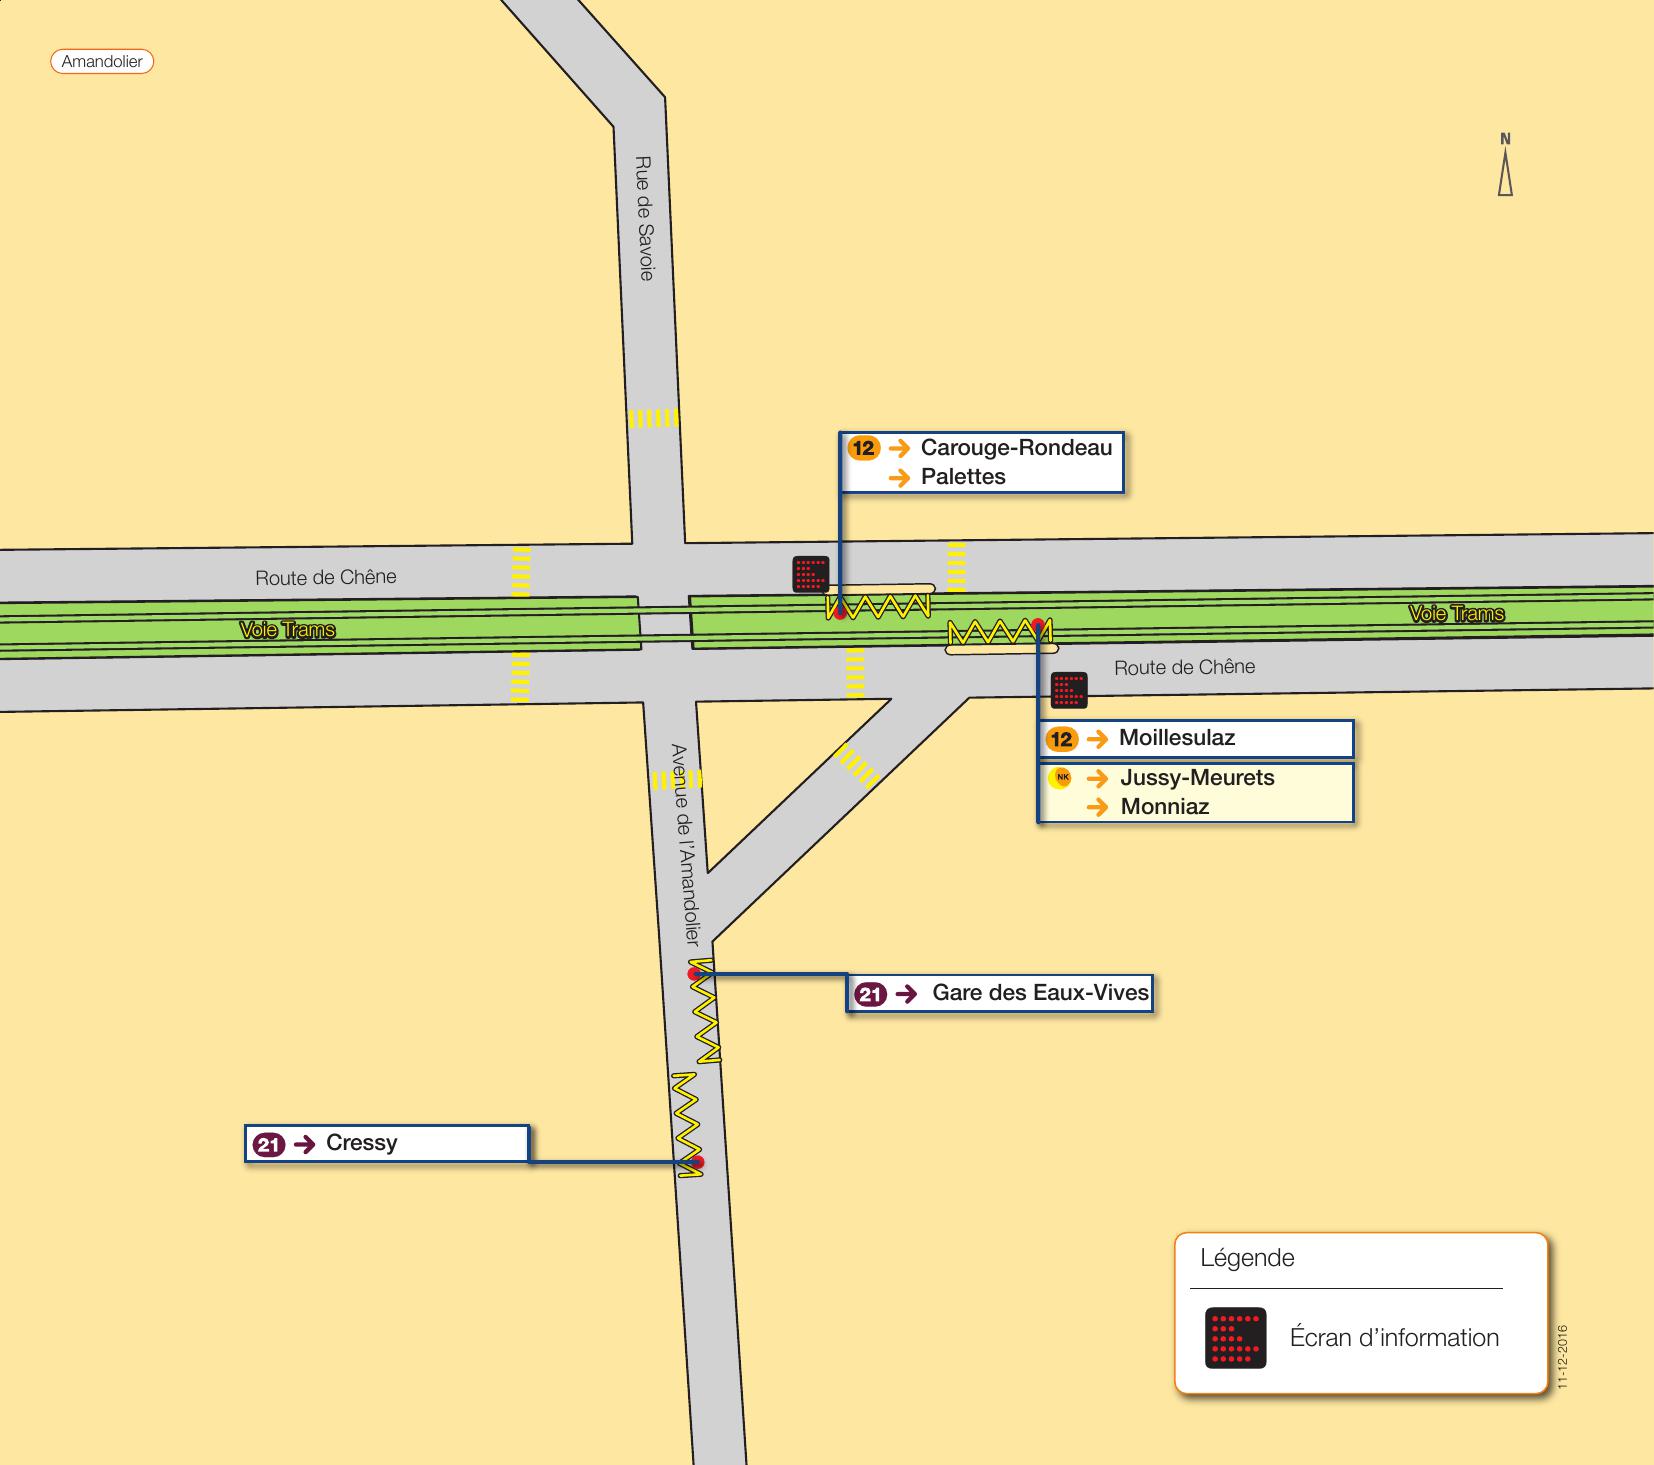 Amandolier
N
Rue de Savoie
12 → Carouge-Rondeau
→ Palettes
Route de Chêne
Voie Trams
Voie Trams
Route de Chêne
12 → Moillesulaz
NK → Jussy-Meurets
→ Monniaz
Avenue de l'Amandolier
21 → Gare des Eaux-Vives
21 → Cressy
Légende
Écran d'information
11-12-2016